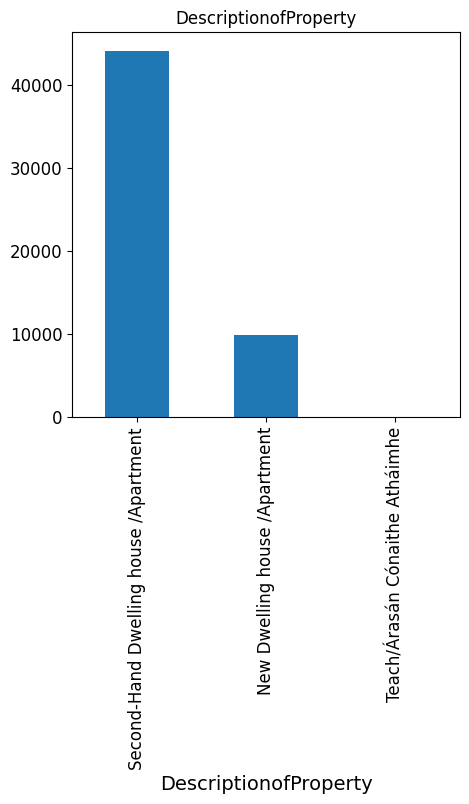 DescriptionofProperty
40000
30000
20000
10000
0
Second-Hand Dwelling house /Apartment
New Dwelling house /Apartment
Teach/Árasán Cónaithe Atháimhe
DescriptionofProperty